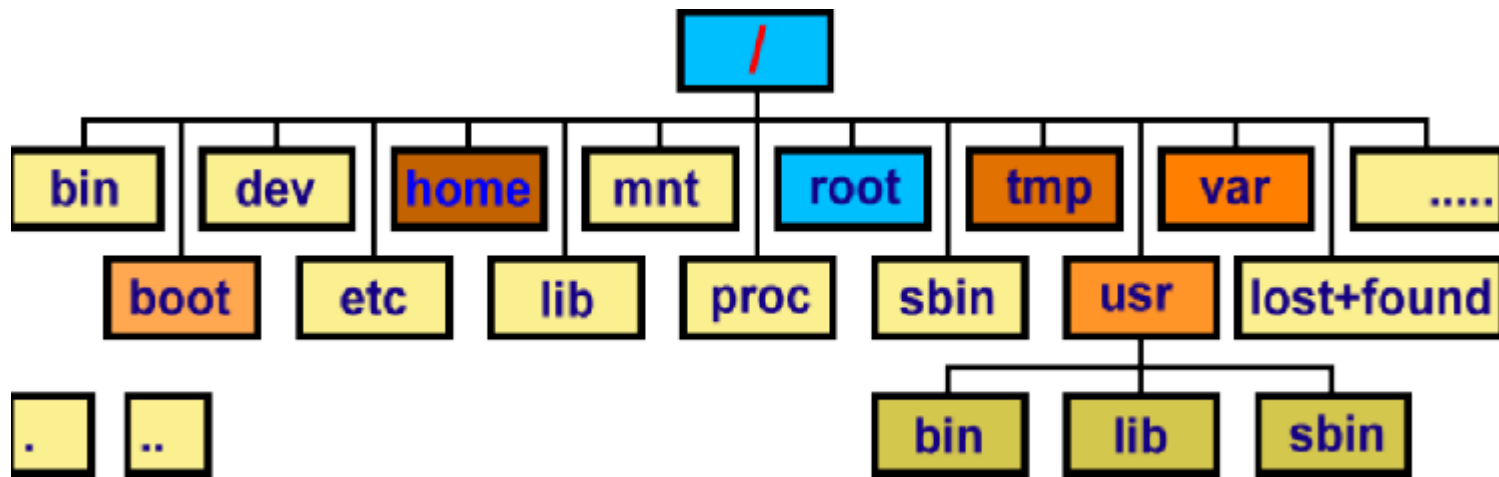 /
bin dev home mnt root tmp var .....
boot etc lib proc sbin usr lost+found
. .. bin lib sbin